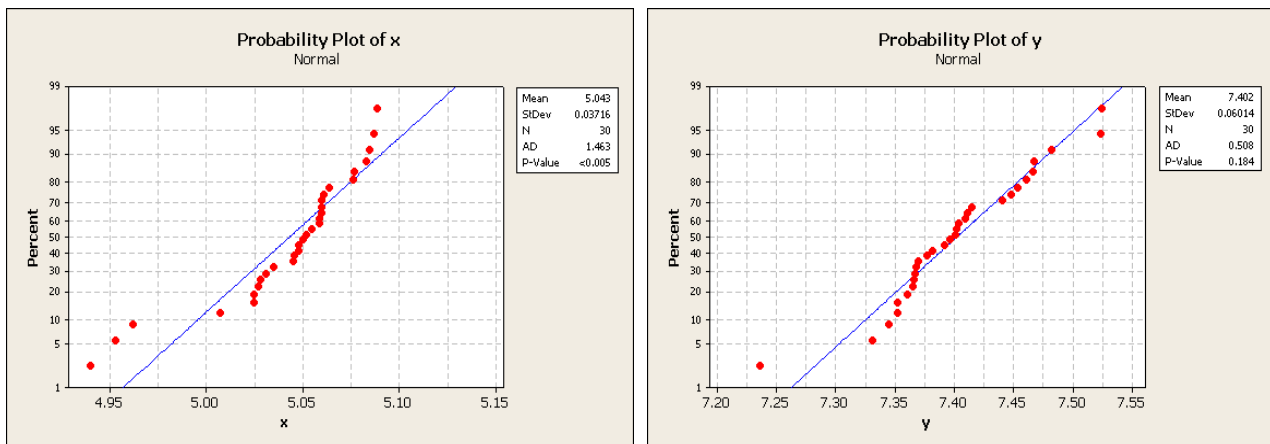 Probability Plot of x
Normal
99
95
90
80
70
60
50
40
30
20
10
5
1
Percent
4.95 5.00 5.05 5.10 5.15
x
Mean 5.043
StDev 0.03716
N 30
AD 1.463
P-Value <0.005
Probability Plot of y
Normal
99
95
90
80
70
60
50
40
30
20
10
5
1
Percent
7.20 7.25 7.30 7.35 7.40 7.45 7.50 7.55
y
Mean 7.402
StDev 0.06014
N 30
AD 0.508
P-Value 0.184